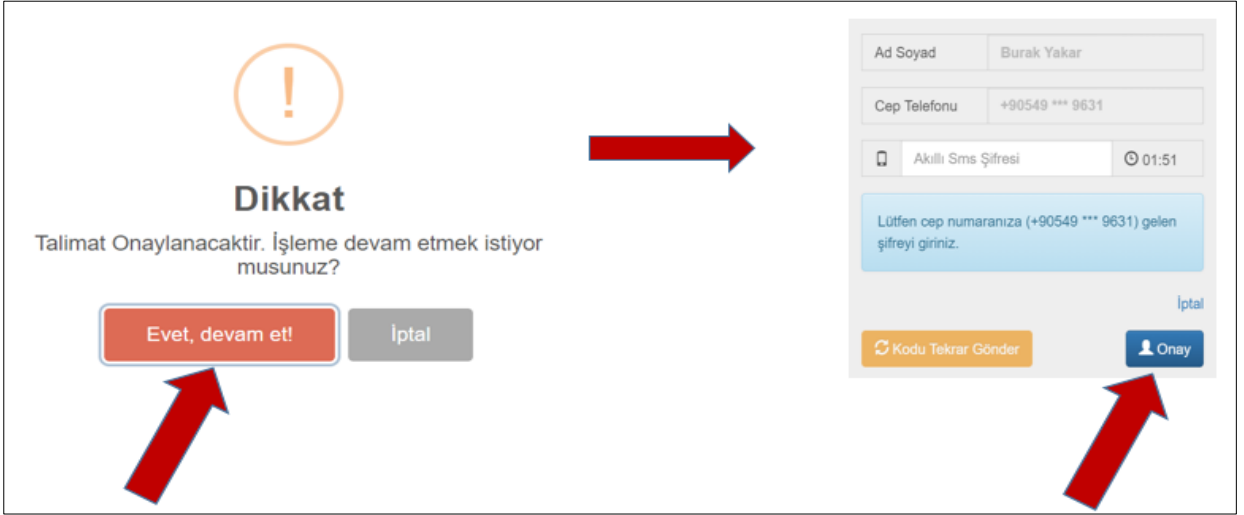 !
Dikkat
Talimat Onaylanacaktir. İşleme devam etmek istiyor
musunuz?
Evet, devam et!
İptal
Ad Soyad
Burak Yakar
Cep Telefonu
+90549 *** 9631
Akıllı Sms Şifresi
01:51
Lütfen cep numaranıza (+90549 *** 9631) gelen
şifreyi giriniz.
İptal
Kodu Tekrar Gönder
Onay